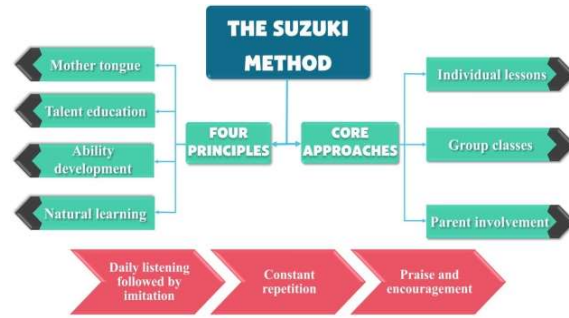 THE SUZUKI
METHOD
Mother tongue
Talent education
Ability
development
Natural learning
FOUR
PRINCIPLES
CORE
APPROACHES
Individual lessons
Group classes
Parent involvement
Daily listening
followed by
imitation
Constant
repetition
Praise and
encouragement